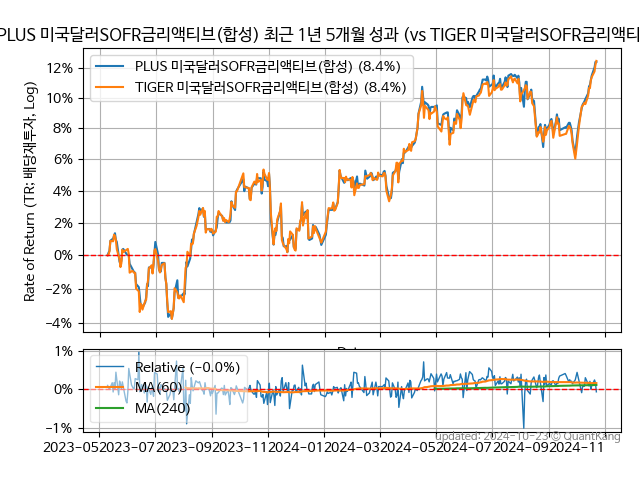 PLUS 미국달러SOFR금리액티브(합성) 최근 1년 5개월 성과 (vs TIGER 미국달러SOFR금리액티
PLUS 미국달러SOFR금리액티브(합성) (8.4%)
TIGER 미국달러SOFR금리액티브(합성) (8.4%)
Rate of Return (TR: 배당재투자, Log)
12%
10%
8%
6%
4%
2%
0%
−2%
−4%
Relative (−0.0%)
MA(60)
MA(240)
1%
0%
−1%
2023-05 2023-07 2023-09 2023-11 2024-01 2024-03 2024-05 2024-07 2024-09 2024-11
updated: 2024-10-23 © QuantKang